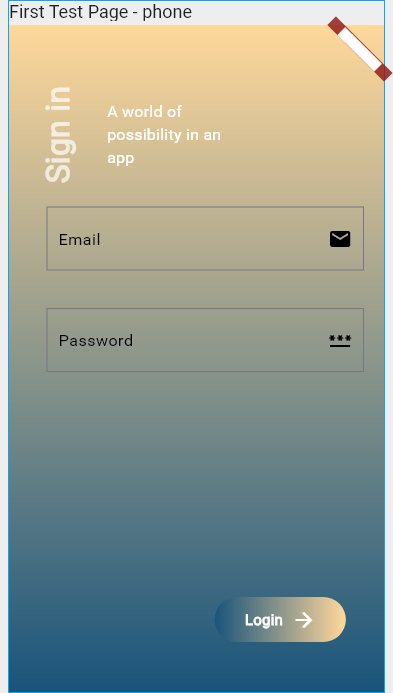 First Test Page - phone
Sign in
A world of
possibility in an
app
Email
Password
Login